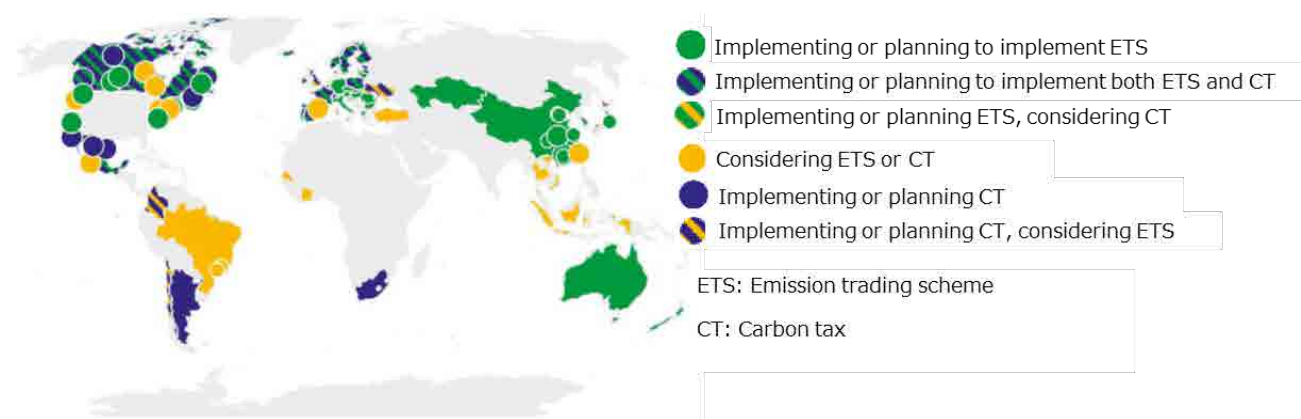 Implementing or planning to implement ETS
Implementing or planning to implement both ETS and CT
Implementing or planning ETS, considering CT
Considering ETS or CT
Implementing or planning CT
Implementing or planning CT, considering ETS
ETS: Emission trading scheme
CT: Carbon tax